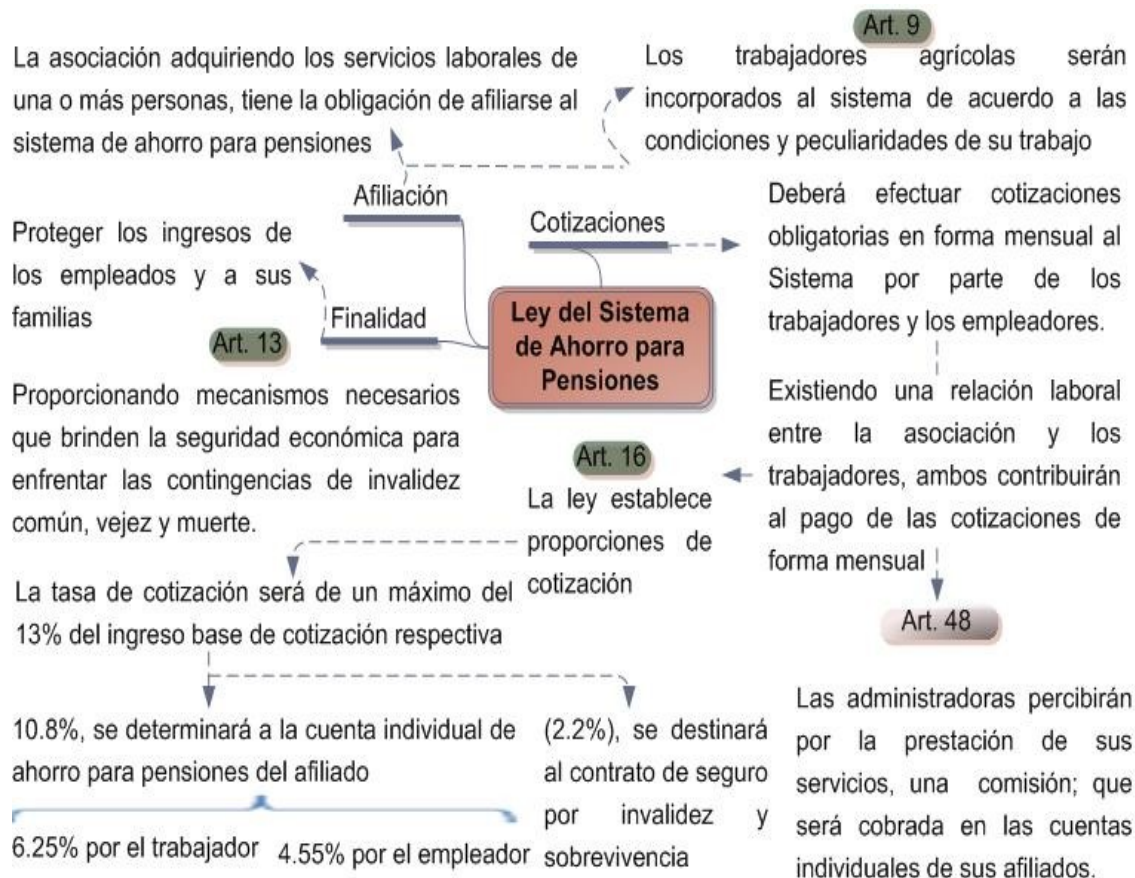 La asociación adquiriendo los servicios laborales de
una o más personas, tiene la obligación de afiliarse al
sistema de ahorro para pensiones
Art. 9
Los trabajadores agrícolas serán
incorporados al sistema de acuerdo a las
condiciones y peculiaridades de su trabajo
Afiliación
Cotizaciones
Deberá efectuar cotizaciones
obligatorias en forma mensual al
Sistema por parte de los
trabajadores y los empleadores.
Proteger los ingresos de
los empleados y a sus
familias
Finalidad
Ley del Sistema
de Ahorro para
Pensiones
Art. 13
Proporcionando mecanismos necesarios
que brinden la seguridad económica para
enfrentar las contingencias de invalidez
común, vejez y muerte.
Existiendo una relación laboral
entre la asociación y los
trabajadores, ambos contribuirán
al pago de las cotizaciones de
forma mensual
Art. 16
La ley establece
proporciones de
cotización
La tasa de cotización será de un máximo del
13% del ingreso base de cotización respectiva
Art. 48
10.8%, se determinará a la cuenta individual de
ahorro para pensiones del afiliado
6.25% por el trabajador
4.55% por el empleador
(2.2%), se destinará
al contrato de seguro
por invalidez y
sobrevivencia
Las administradoras percibirán
por la prestación de sus
servicios, una comisión; que
será cobrada en las cuentas
individuales de sus afiliados.